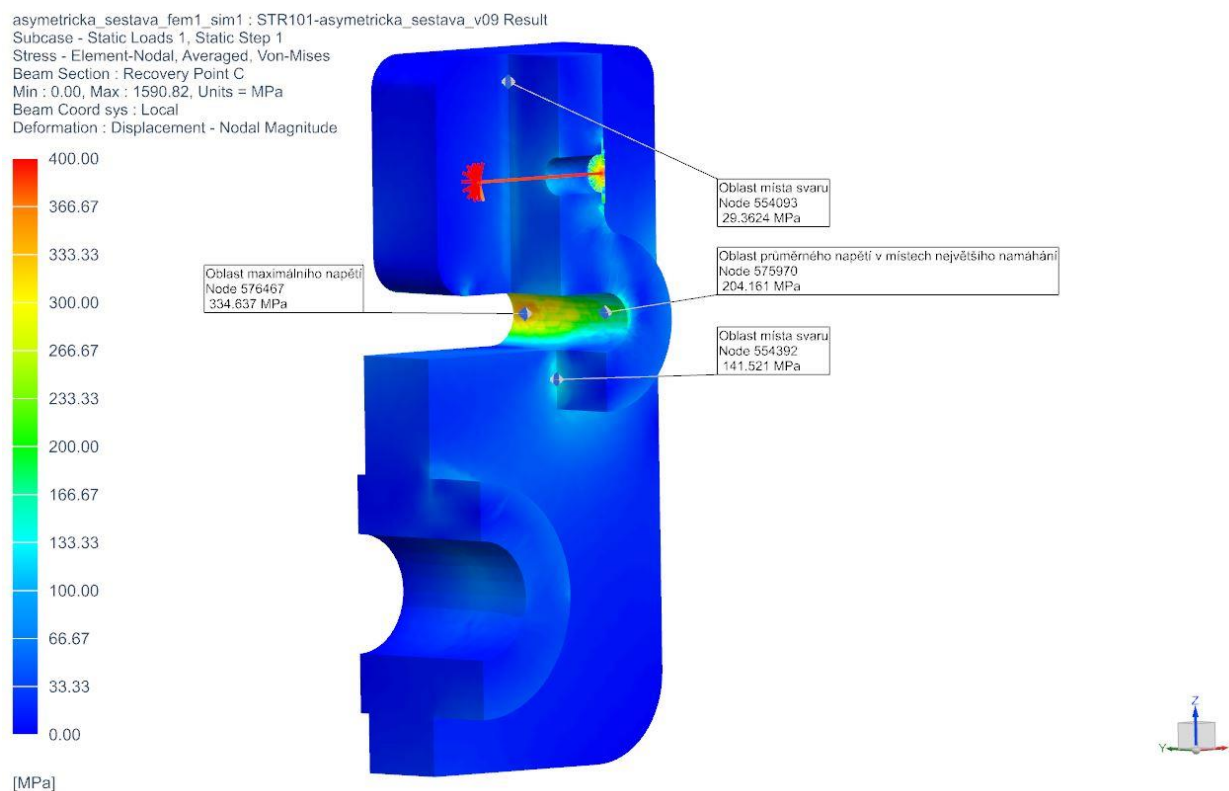 asymetricka_sestava_fem1_sim1 : STR101-asymetricka_sestava_v09 Result
Subcase - Static Loads 1, Static Step 1
Stress - Element-Nodal, Averaged, Von-Mises
Beam Section : Recovery Point C
Min : 0.00, Max : 1590.82, Units = MPa
Beam Coord sys : Local
Deformation : Displacement - Nodal Magnitude
400.00
366.67
333.33
300.00
266.67
233.33
200.00
166.67
133.33
100.00
66.67
33.33
0.00
[MPa]
Oblast místa svaru
Node 554093
29.3624 MPa
Oblast maximálního napětí
Node 576467
334.637 MPa
Oblast průměrného napětí v místech největšího namáhání
Node 575970
204.161 MPa
Oblast místa svaru
Node 554392
141.521 MPa
Z
Y